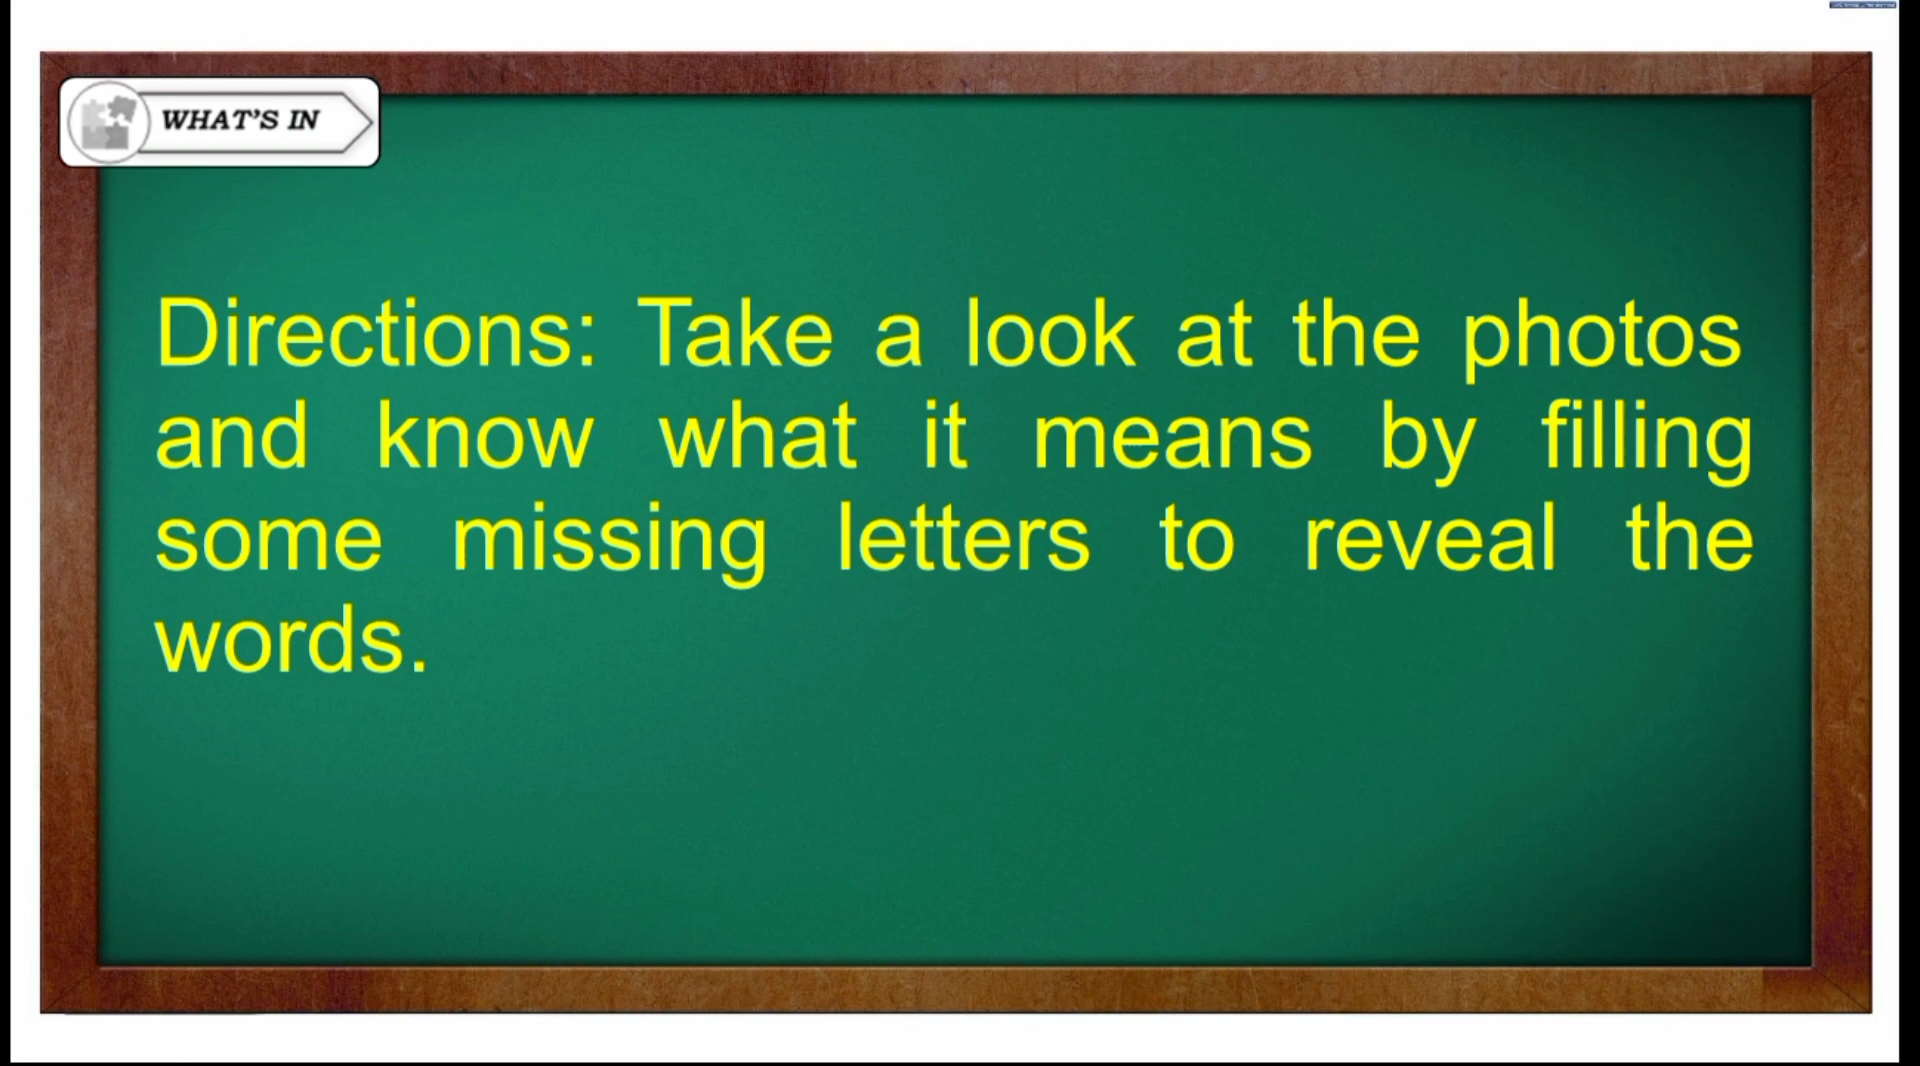 WHAT'S IN
Directions: Take a look at the photos
and know what it means by filling
some missing letters to reveal the
words.